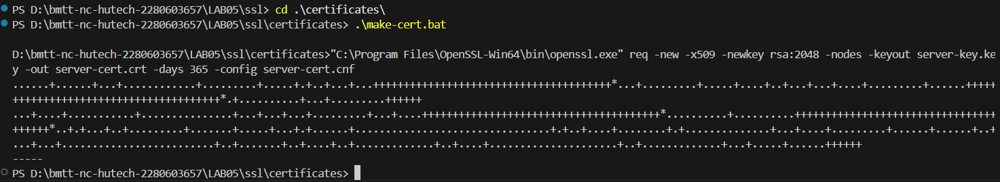 PS D:\bmtt-nc-hutech-2280603657\LAB05\ssl> cd .\certificates\
PS D:\bmtt-nc-hutech-2280603657\LAB05\ssl\certificates> .\make-cert.bat
D:\bmtt-nc-hutech-2280603657\LAB05\ssl\certificates>"C:\Program Files\OpenSSL-Win64\bin\openssl.exe" req -new -x509 -newkey rsa:2048 -nodes -keyout server-key.ke
y -out server-cert.crt -days 365 -config server-cert.cnf
......+......+...+............+.........+.....+.+..+...+...+++++++++++++++++++++++++++++++++++++++*...+.........+.....+....+..+...+...+....+.........+......+++++
++++++++++++++++++++++++++++++++++*.+..........+...+.........++++++
...+....+..........+.............+...+...+.......+...+....+++++++++++++++++++++++++++++++++++++++*..........+..........+++++++++++++++++++++++++++++++++
++++++*..+.+...+..+.........+.......+.....+...+.+......+................................+.+..+....+........+.+..............+...+....+.........+......+......+..+
...+...+.........................+..+.......+..+....+..+.............+..+....+.....................+..+.............+...+.....+......++++++
-----
PS D:\bmtt-nc-hutech-2280603657\LAB05\ssl\certificates>